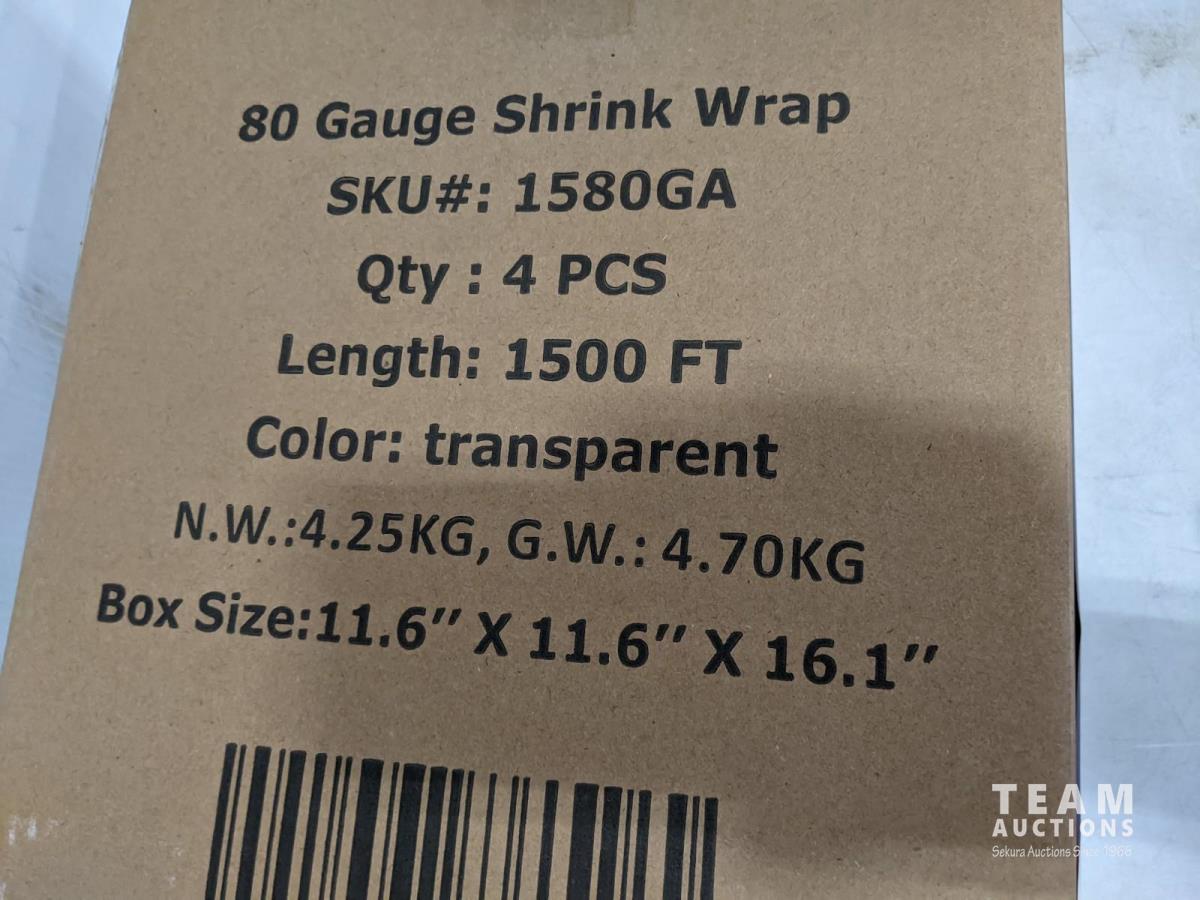 80 Gauge Shrink Wrap
SKU#: 1580GA
Qty : 4 PCS
Length: 1500 FT
Color: transparent
N.W.:4.25KG, G.W.: 4.70KG
Box Size:11.6″ X 11.6″ X 16.1″
TEAM
AUCTIONS
Sekura Auctions Since 1966